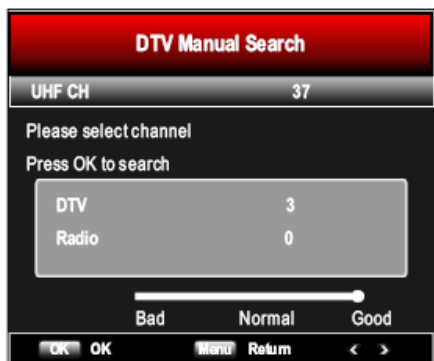 DTV Manual Search
UHF CH 37
Please select channel
Press OK to search
DTV 3
Radio 0
Bad Normal Good
OK OK Menu Return < >